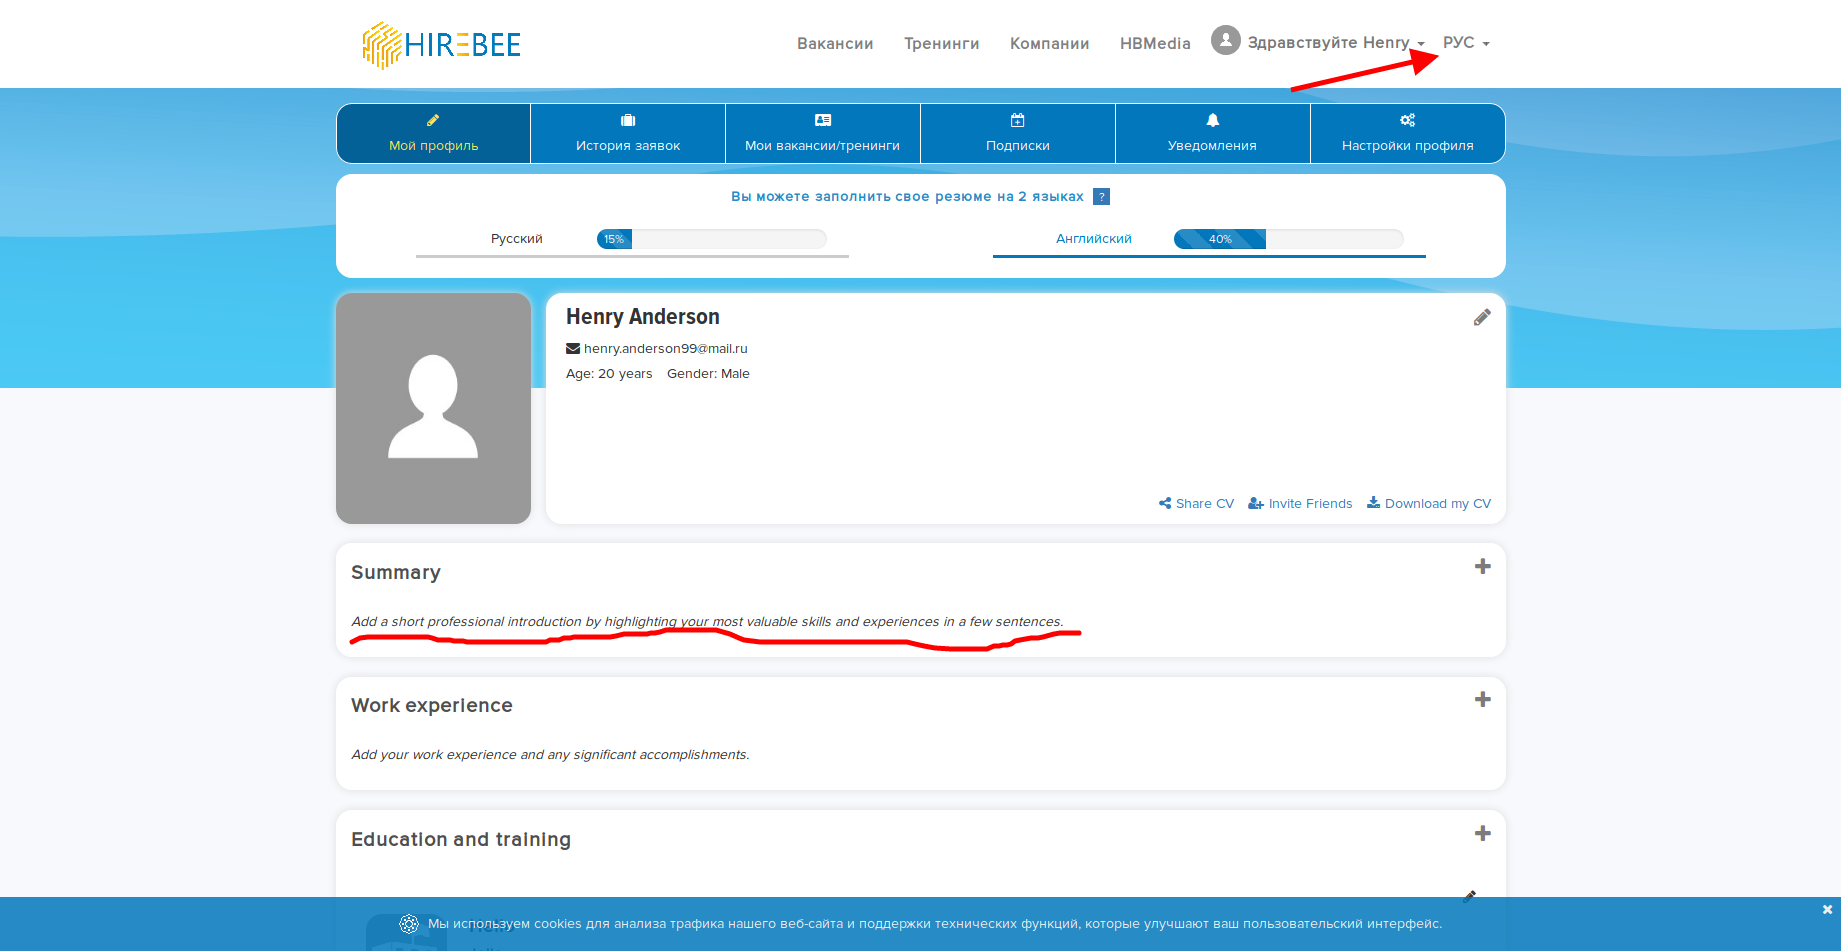 HIREBEE
Вакансии Тренинги Компании HBMedia Здравствуйте Henry РУС
Мой профиль История заявок Мои вакансии/тренинги Подписки Уведомления Настройки профиля
Вы можете заполнить свое резюме на 2 языках ?
Русский 15% Английский 40%
Henry Anderson
henry.anderson99@mail.ru
Age: 20 years Gender: Male
Share CV Invite Friends Download my CV
Summary
Add a short professional introduction by highlighting your most valuable skills and experiences in a few sentences.
Work experience
Add your work experience and any significant accomplishments.
Education and training
Мы используем cookies для анализа трафика нашего веб-сайта и поддержки технических функций, которые улучшают ваш пользовательский интерфейс.